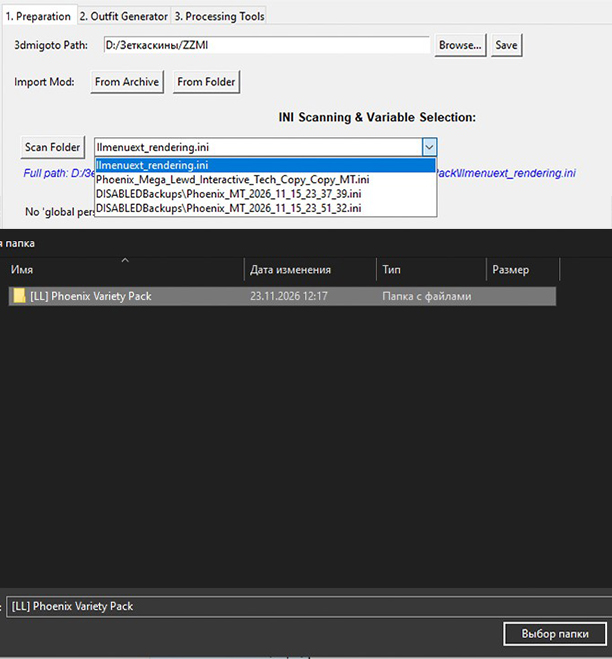 1. Preparation 2. Outfit Generator 3. Processing Tools
3dmigoto Path: D:/Зеткаскины/ZZMI Browse... Save
Import Mod: From Archive From Folder
INI Scanning & Variable Selection:
Scan Folder llmenuext_rendering.ini
llmenuext_rendering.ini
Full path: D:/Зе ack\llmenuext_rendering.ini
Phoenix_Mega_Lewd_Interactive_Tech_Copy_Copy_MT.ini
DISABLEDBackups\Phoenix_MT_2026_11_15_23_37_39.ini
DISABLEDBackups\Phoenix_MT_2026_11_15_23_51_32.ini
No 'global pers
я папка
Имя Дата изменения Тип Размер
[LL] Phoenix Variety Pack 23.11.2026 12:17 Папка с файлами
: [LL] Phoenix Variety Pack
Выбор папки